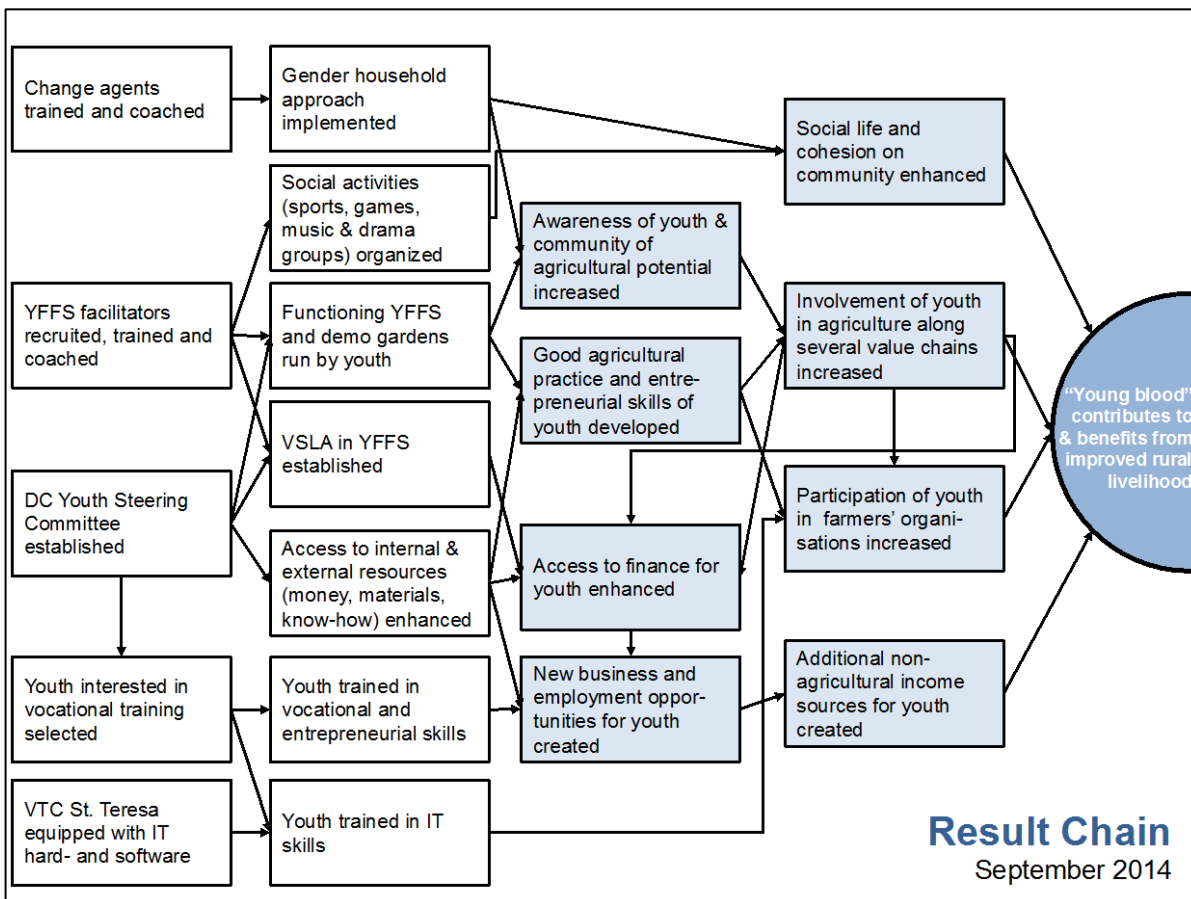 Change agents
trained and coached
YFFS facilitators
recruited, trained and
coached
DC Youth Steering
Committee
established
Youth interested in
vocational training
selected
VTC St. Teresa
equipped with IT
hard- and software
Gender household
approach
implemented
Social activities
(sports, games,
music & drama
groups) organized
Functioning YFFS
and demo gardens
run by youth
VSLA in YFFS
established
Access to internal &
external resources
(money, materials,
know-how) enhanced
Youth trained in
vocational and
entrepreneurial skills
Youth trained in IT
skills
Awareness of youth &
community of
agricultural potential
increased
Good agricultural
practice and entre-
preneurial skills of
youth developed
Access to finance for
youth enhanced
New business and
employment oppor-
tunities for youth
created
Social life and
cohesion on
community enhanced
Involvement of youth
in agriculture along
several value chains
increased
Participation of youth
in farmers' organi-
sations increased
Additional non-
agricultural income
sources for youth
created
"Young blood"
contributes to
& benefits from
improved rural
livelihood
Result Chain
September 2014